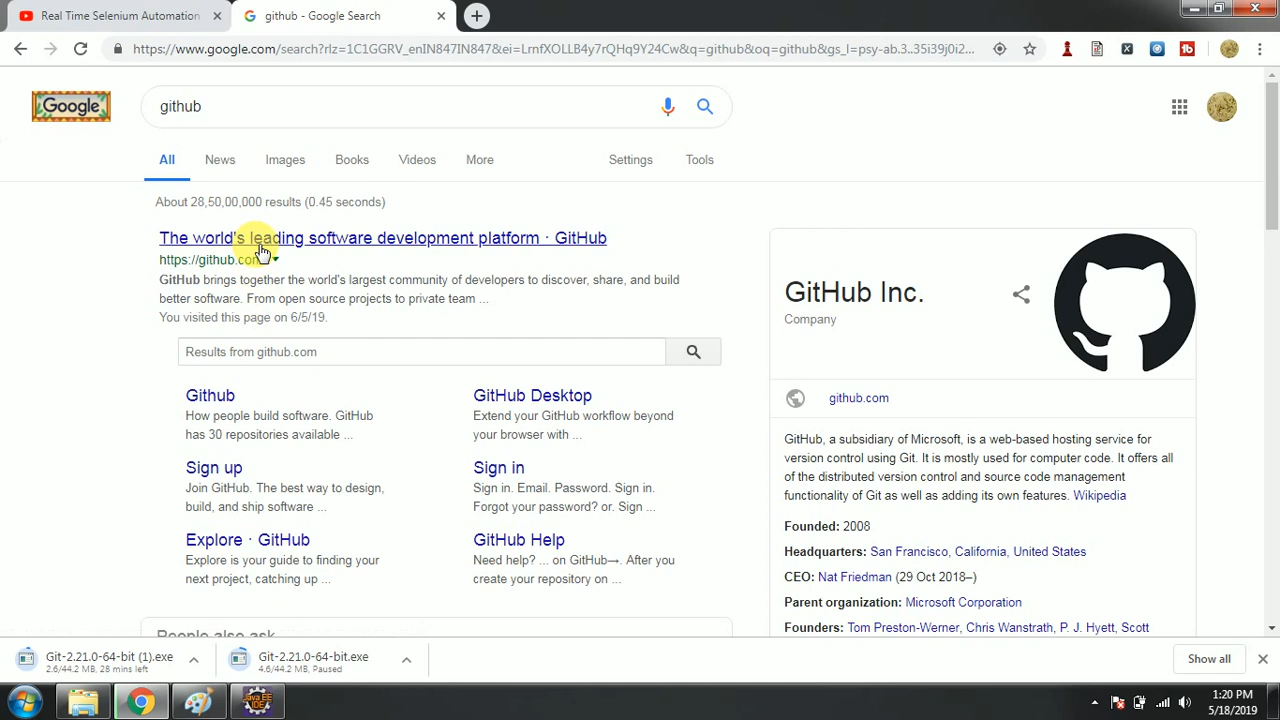 Real Time Selenium Automation
github - Google Search
https://www.google.com/search?rlz=1C1GGRV_enIN847IN847&ei=LrnfXOLLB4y7rQHq9Y24Cw&q=github&oq=github&gs_l=psy-ab.3..35i39j0i2...
Google
github
All
News
Images
Books
Videos
More
Settings
Tools
About 28,50,00,000 results (0.45 seconds)
The world's leading software development platform · GitHub
https://github.com
GitHub brings together the world's largest community of developers to discover, share, and build
better software. From open source projects to private team ...
You visited this page on 6/5/19.
Results from github.com
Github
How people build software. GitHub
has 30 repositories available ...
GitHub Desktop
Extend your GitHub workflow beyond
your browser with ...
Sign up
Join GitHub. The best way to design,
build, and ship software ...
Sign in
Sign in. Email. Password. Sign in.
Forgot your password? or. Sign ...
Explore · GitHub
Explore is your guide to finding your
next project, catching up ...
GitHub Help
Need help? ... on GitHub→. After you
create your repository on ...
People also ask
GitHub Inc.
Company
github.com
GitHub, a subsidiary of Microsoft, is a web-based hosting service for
version control using Git. It is mostly used for computer code. It offers all
of the distributed version control and source code management
functionality of Git as well as adding its own features. Wikipedia
Founded: 2008
Headquarters: San Francisco, California, United States
CEO: Nat Friedman (29 Oct 2018–)
Parent organization: Microsoft Corporation
Founders: Tom Preston-Werner, Chris Wanstrath, P. J. Hyett, Scott
Git-2.21.0-64-bit (1).exe
2.6/44.2 MB, 28 mins left
Git-2.21.0-64-bit.exe
4.6/44.2 MB, Paused
Show all
Java EE
IDE
1:20 PM
5/18/2019